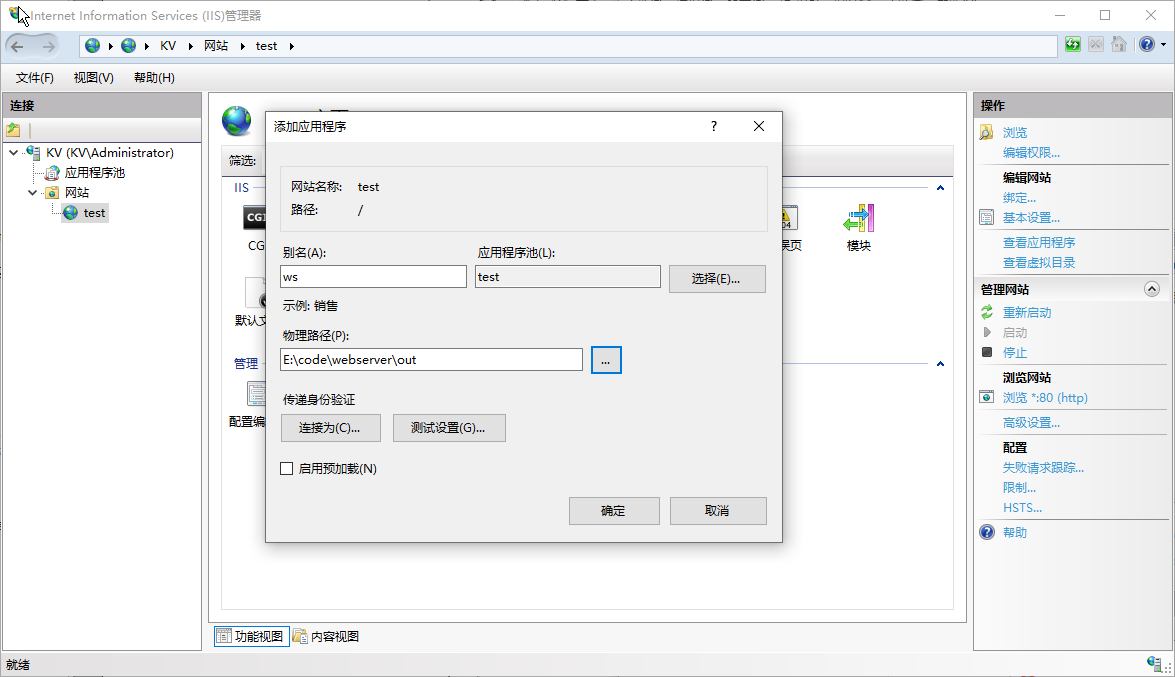 Internet Information Services (IIS)管理器
KV 网站 test
文件(F) 视图(V) 帮助(H)
连接
KV (KV\Administrator)
应用程序池
网站
test
筛选:
IIS
CGI
CG
04
模块
默认文
管理
配置编
添加应用程序
?
网站名称: test
路径: /
别名(A): 应用程序池(L):
ws test 选择(E)...
示例: 销售
物理路径(P):
E:\code\webserver\out ...
传递身份验证
连接为(C)... 测试设置(G)...
启用预加载(N)
确定 取消
功能视图 内容视图
操作
浏览
编辑权限...
编辑网站
绑定...
基本设置...
查看应用程序
查看虚拟目录
管理网站
重新启动
启动
停止
浏览网站
浏览 *:80 (http)
高级设置...
配置
失败请求跟踪...
限制...
HSTS...
帮助
就绪